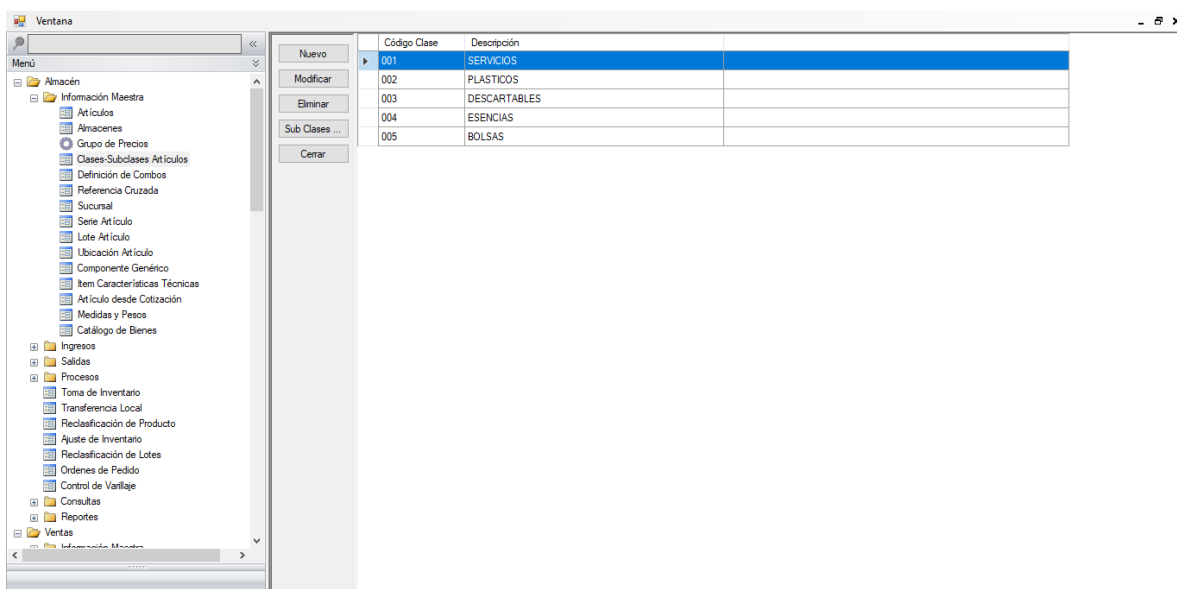 Ventana
Menú
Almacén
Información Maestra
Artículos
Almacenes
Grupo de Precios
Clases-Subclases Artículos
Definición de Combos
Referencia Cruzada
Sucursal
Serie Artículo
Lote Artículo
Ubicación Artículo
Componente Genérico
Item Características Técnicas
Artículo desde Cotización
Medidas y Pesos
Catálogo de Bienes
Ingresos
Salidas
Procesos
Toma de Inventario
Transferencia Local
Reclasificación de Producto
Ajuste de Inventario
Reclasificación de Lotes
Ordenes de Pedido
Control de Varillaje
Consultas
Reportes
Ventas
Información Maestra
Nuevo
Modificar
Eliminar
Sub Clases ...
Cerrar
Código Clase Descripción
001 SERVICIOS
002 PLASTICOS
003 DESCARTABLES
004 ESENCIAS
005 BOLSAS